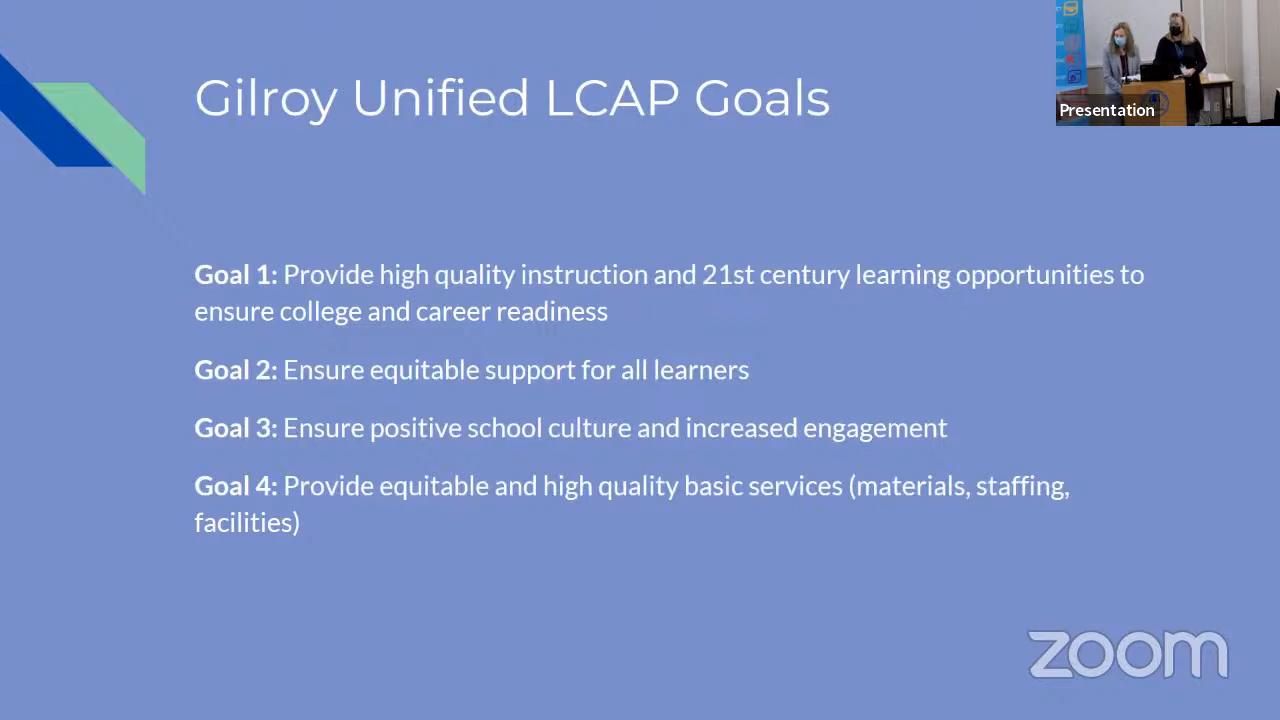 Gilroy Unified LCAP Goals
Presentation
Goal 1: Provide high quality instruction and 21st century learning opportunities to
ensure college and career readiness
Goal 2: Ensure equitable support for all learners
Goal 3: Ensure positive school culture and increased engagement
Goal 4: Provide equitable and high quality basic services (materials, staffing,
facilities)
zoom